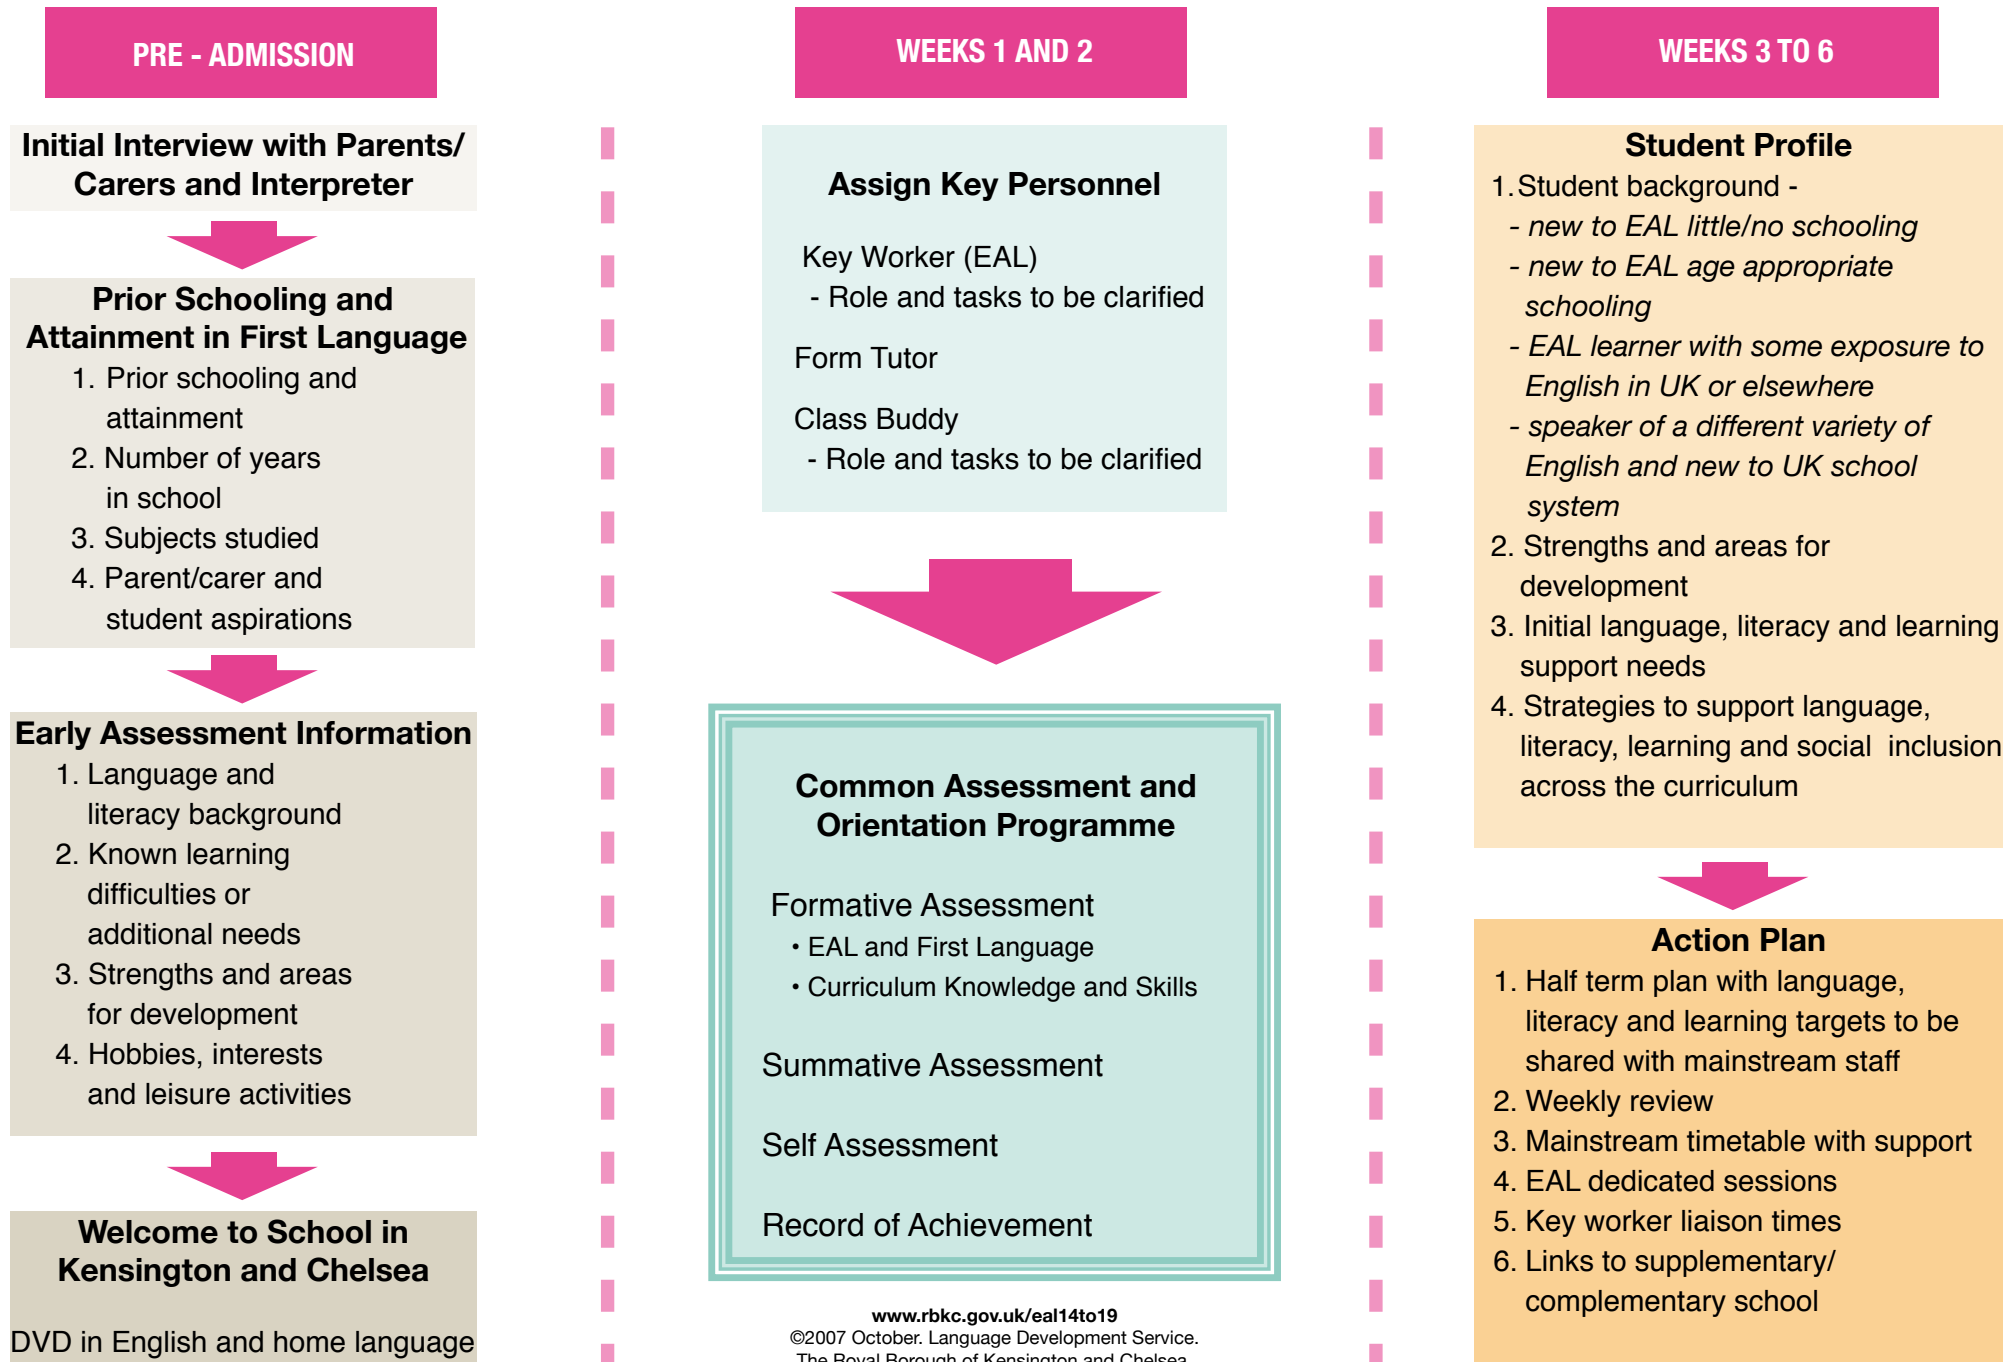 PRE - ADMISSION
Initial Interview with Parents/
Carers and Interpreter
Prior Schooling and
Attainment in First Language
1. Prior schooling and
attainment
2. Number of years
in school
3. Subjects studied
4. Parent/carer and
student aspirations
Early Assessment Information
1. Language and
literacy background
2. Known learning
difficulties or
additional needs
3. Strengths and areas
for development
4. Hobbies, interests
and leisure activities
Welcome to School in
Kensington and Chelsea
DVD in English and home language
WEEKS 1 AND 2
Assign Key Personnel
Key Worker (EAL)
- Role and tasks to be clarified
Form Tutor
Class Buddy
- Role and tasks to be clarified
Common Assessment and
Orientation Programme
Formative Assessment
• EAL and First Language
• Curriculum Knowledge and Skills
Summative Assessment
Self Assessment
Record of Achievement
www.rbkc.gov.uk/eal14to19
©2007 October. Language Development Service.
The Royal Borough of Kensington and Chelsea
WEEKS 3 TO 6
Student Profile
1. Student background -
- new to EAL little/no schooling
- new to EAL age appropriate
schooling
- EAL learner with some exposure to
English in UK or elsewhere
- speaker of a different variety of
English and new to UK school
system
2. Strengths and areas for
development
3. Initial language, literacy and learning
support needs
4. Strategies to support language,
literacy, learning and social inclusion
across the curriculum
Action Plan
1. Half term plan with language,
literacy and learning targets to be
shared with mainstream staff
2. Weekly review
3. Mainstream timetable with support
4. EAL dedicated sessions
5. Key worker liaison times
6. Links to supplementary/
complementary school